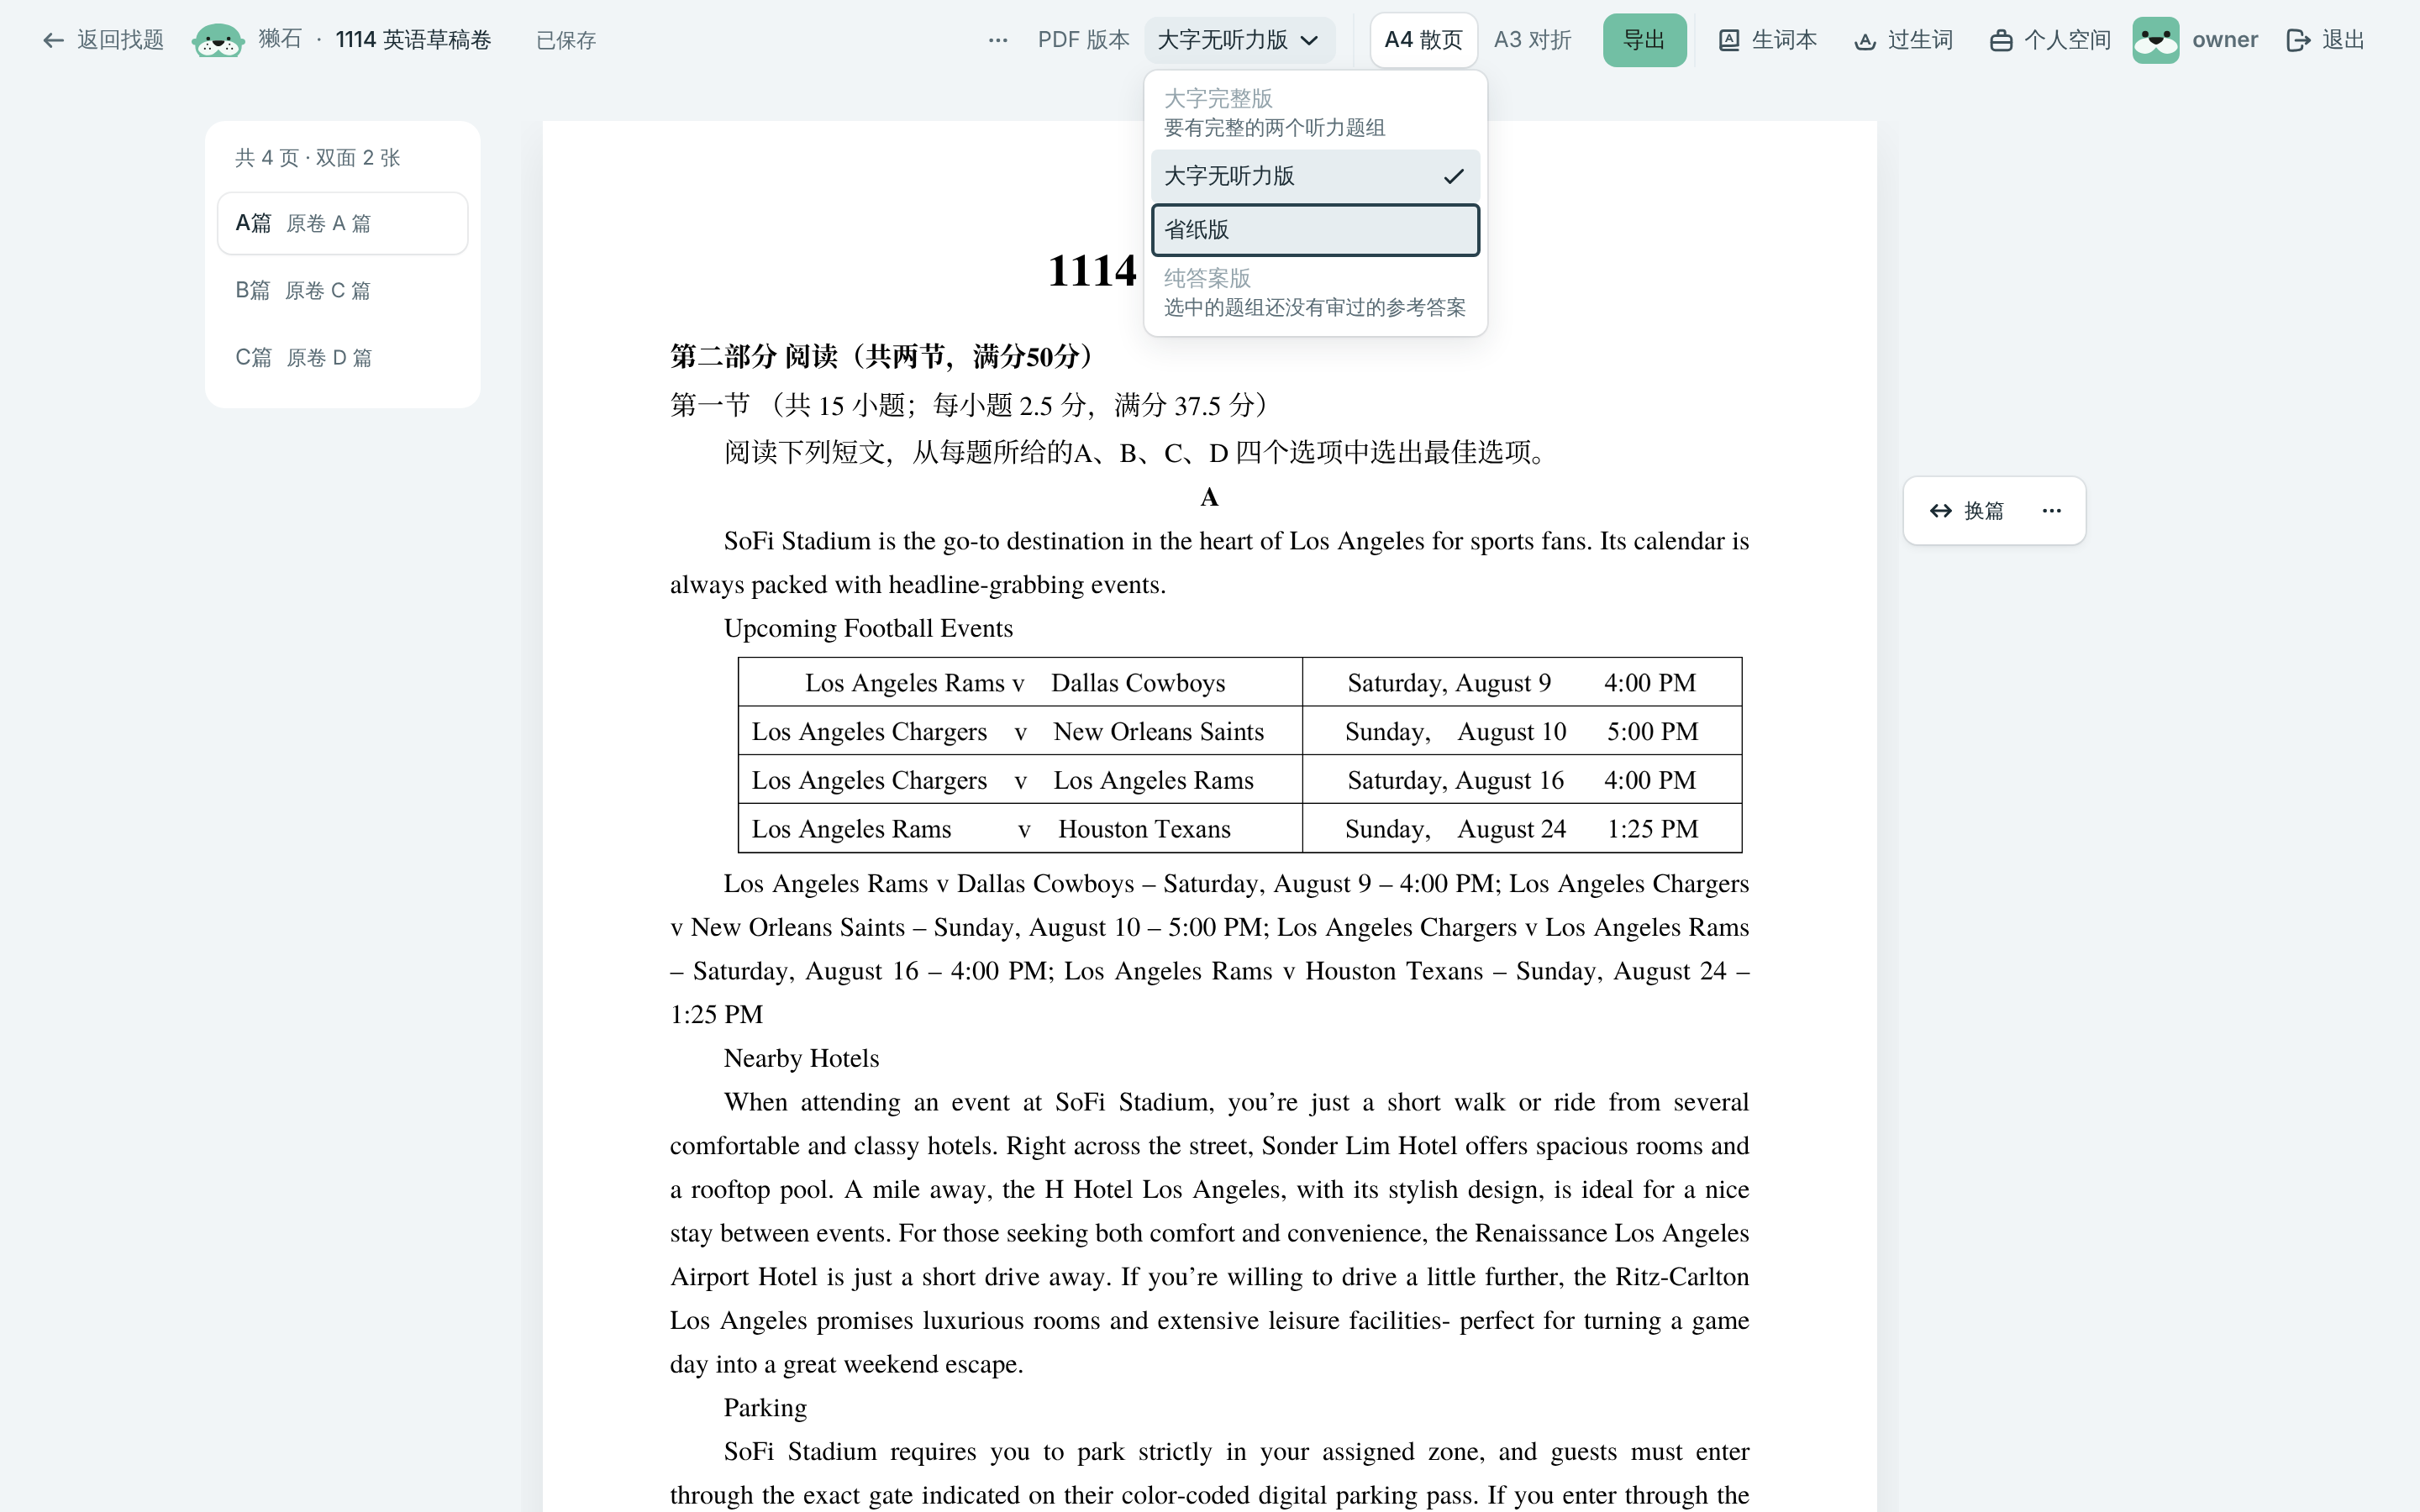 返回找题 獭石 · 1114 英语草稿卷 已保存 ··· PDF 版本 大字无听力版 A4 散页 A3 对折 导出 生词本 过生词 个人空间 owner 退出
大字完整版
要有完整的两个听力题组
大字无听力版
省纸版
纯答案版
选中的题组还没有审过的参考答案
共 4 页 · 双面 2 张
A篇 原卷 A 篇
B篇 原卷 C 篇
C篇 原卷 D 篇
1114
第二部分 阅读（共两节，满分50分）
第一节 （共 15 小题；每小题 2.5 分，满分 37.5 分）
阅读下列短文，从每题所给的A、B、C、D 四个选项中选出最佳选项。
A
换篇 ···
SoFi Stadium is the go-to destination in the heart of Los Angeles for sports fans. Its calendar is
always packed with headline-grabbing events.
Upcoming Football Events
Los Angeles Rams v Dallas Cowboys Saturday, August 9 4:00 PM
Los Angeles Chargers v New Orleans Saints Sunday, August 10 5:00 PM
Los Angeles Chargers v Los Angeles Rams Saturday, August 16 4:00 PM
Los Angeles Rams v Houston Texans Sunday, August 24 1:25 PM
Los Angeles Rams v Dallas Cowboys – Saturday, August 9 – 4:00 PM; Los Angeles Chargers
v New Orleans Saints – Sunday, August 10 – 5:00 PM; Los Angeles Chargers v Los Angeles Rams
– Saturday, August 16 – 4:00 PM; Los Angeles Rams v Houston Texans – Sunday, August 24 –
1:25 PM
Nearby Hotels
When attending an event at SoFi Stadium, you’re just a short walk or ride from several
comfortable and classy hotels. Right across the street, Sonder Lim Hotel offers spacious rooms and
a rooftop pool. A mile away, the H Hotel Los Angeles, with its stylish design, is ideal for a nice
stay between events. For those seeking both comfort and convenience, the Renaissance Los Angeles
Airport Hotel is just a short drive away. If you’re willing to drive a little further, the Ritz-Carlton
Los Angeles promises luxurious rooms and extensive leisure facilities- perfect for turning a game
day into a great weekend escape.
Parking
SoFi Stadium requires you to park strictly in your assigned zone, and guests must enter
through the exact gate indicated on their color-coded digital parking pass. If you enter through the